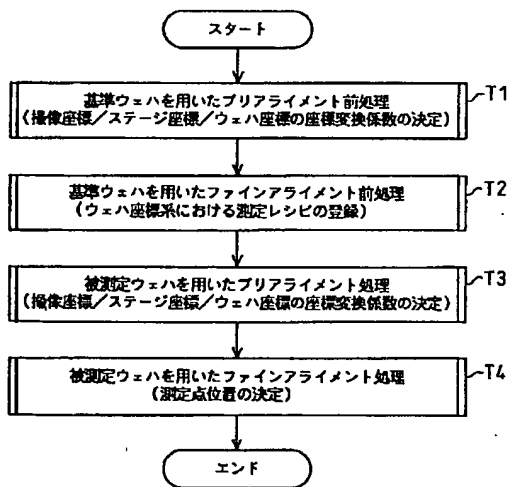 スタート
基準ウェハを用いたプリアライメント前処理
(撮像座標/ステージ座標/ウェハ座標の座標変換係数の決定)
T1
基準ウェハを用いたファインアライメント前処理
(ウェハ座標系における測定レシピの登録)
T2
被測定ウェハを用いたプリアライメント処理
(撮像座標/ステージ座標/ウェハ座標の座標変換係数の決定)
T3
被測定ウェハを用いたファインアライメント処理
(測定点位置の決定)
T4
エンド